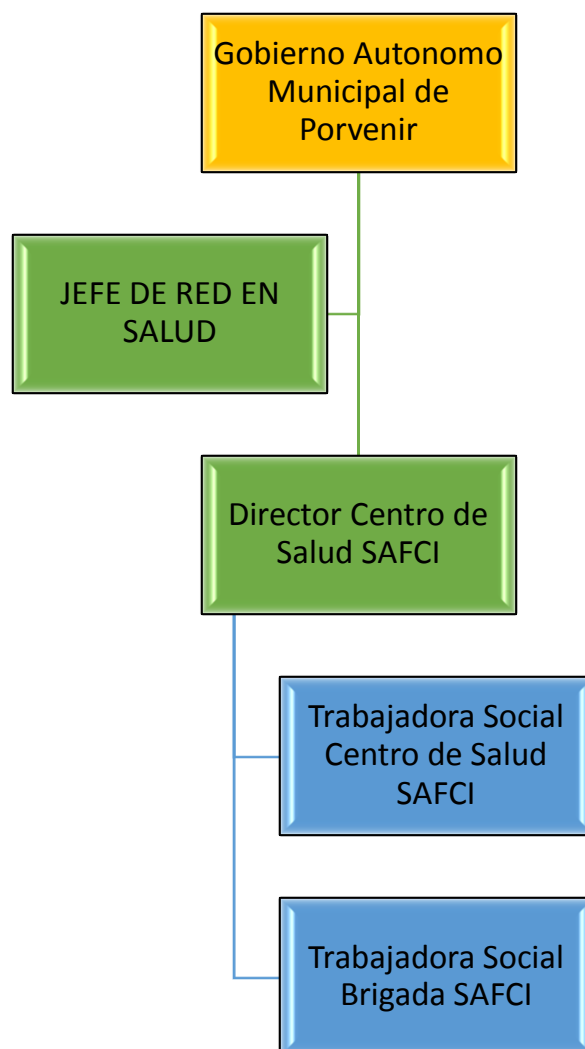 Gobierno Autonomo
Municipal de
Porvenir
JEFE DE RED EN
SALUD
Director Centro de
Salud SAFCI
Trabajadora Social
Centro de Salud
SAFCI
Trabajadora Social
Brigada SAFCI